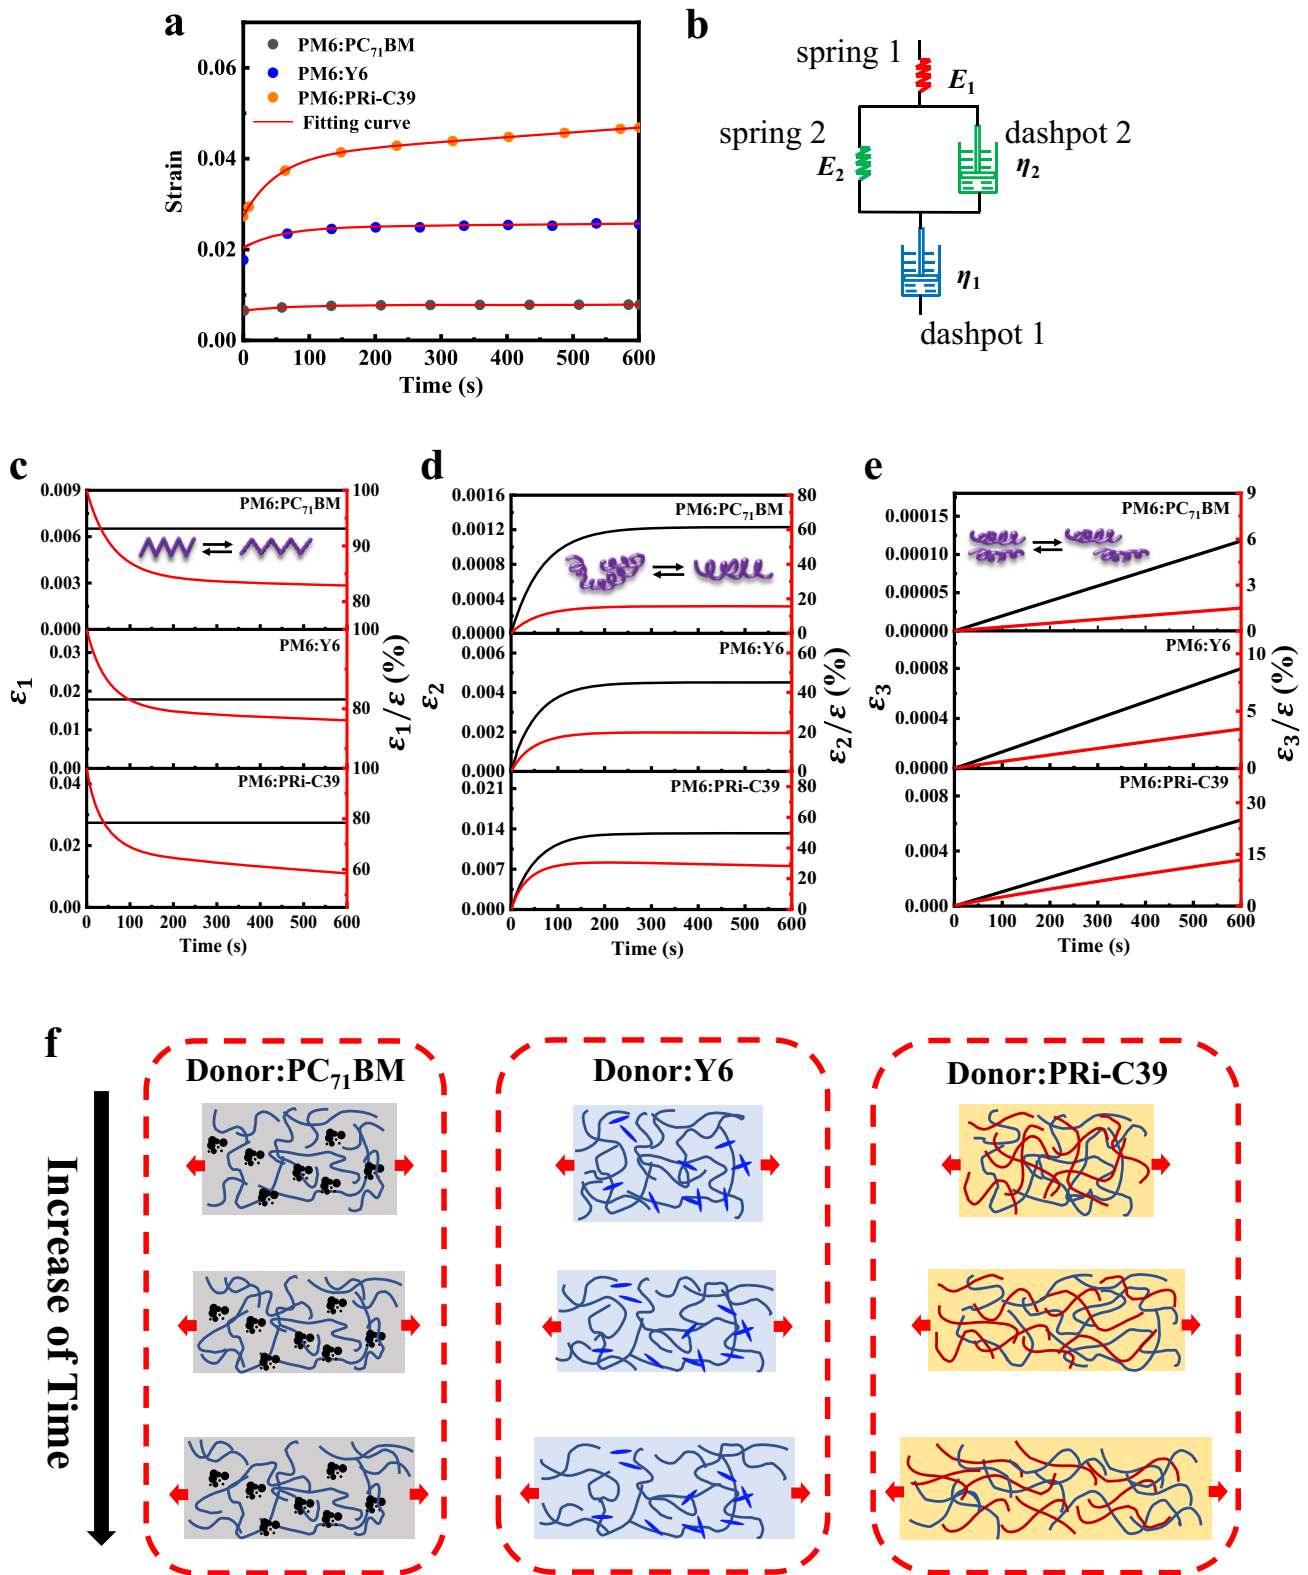 a
0.06
0.04
0.02
0.00
Strain
PM6:PC₇₁BM
PM6:Y6
PM6:PRi-C39
Fitting curve
0 100 200 300 400 500 600
Time (s)
b
spring 1
E₁
spring 2
E₂
dashpot 2
η₂
η₁
dashpot 1
c
0.009
0.006
0.003
0.000
PM6:PC₇₁BM
100
90
80
0.03
0.02
0.01
0.00
PM6:Y6
100
80
0.04
0.02
0.00
PM6:PRi-C39
100
80
60
ε₁
ε₁/ε (%)
0 100 200 300 400 500 600
Time (s)
d
0.0016
0.0012
0.0008
0.0004
0.0000
PM6:PC₇₁BM
80
60
40
20
0
0.006
0.004
0.002
0.000
PM6:Y6
60
40
20
0
0.021
0.014
0.007
0.000
PM6:PRi-C39
80
60
40
20
0
ε₂
ε₂/ε (%)
0 100 200 300 400 500 600
Time (s)
e
0.00015
0.00010
0.00005
0.00000
PM6:PC₇₁BM
9
6
3
0
0.0008
0.0004
0.0000
PM6:Y6
10
5
0
0.008
0.004
0.000
PM6:PRi-C39
30
15
0
ε₃
ε₃/ε (%)
0 100 200 300 400 500 600
Time (s)
f
Increase of Time
Donor:PC₇₁BM
Donor:Y6
Donor:PRi-C39